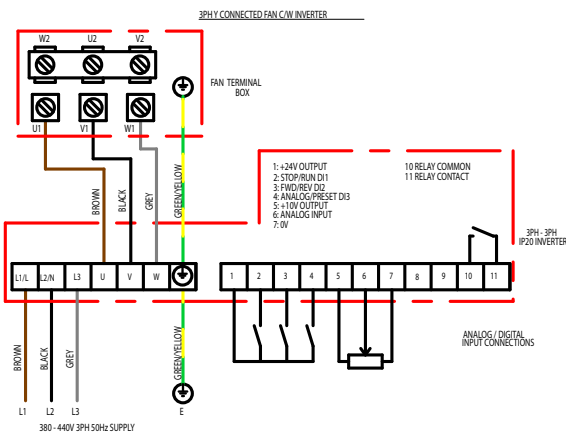 3PH Y CONNECTED FAN C/W INVERTER
W2 U2 V2
FAN TERMINAL
BOX
U1 V1 W1
BROWN
BLACK
GREY
GREEN/YELLOW
1: +24V OUTPUT
2: STOP/RUN DI1
3: FWD/REV DI2
4: ANALOG/PRESET DI3
5: +10V OUTPUT
6: ANALOG INPUT
7: 0V
10 RELAY COMMON
11 RELAY CONTACT
3PH - 3PH
IP20 INVERTER
L1/L L2/N L3 U V W
1 2 3 4 5 6 7 8 9 10 11
ANALOG / DIGITAL
INPUT CONNECTIONS
BROWN
BLACK
GREY
GREEN/YELLOW
L1 L2 L3 E
380 - 440V 3PH 50Hz SUPPLY